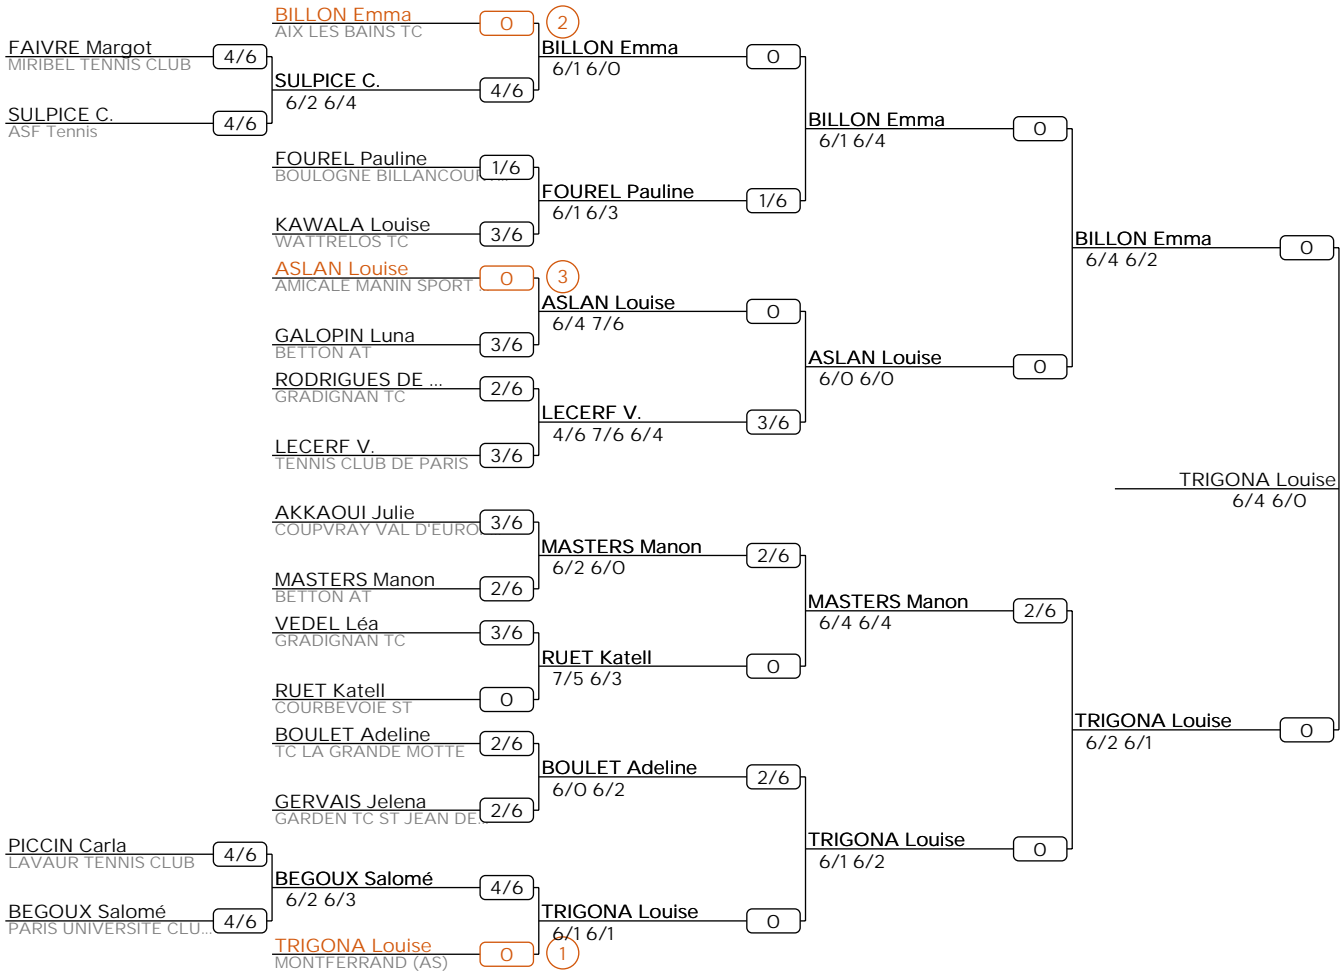 BILLON Emma
AIX LES BAINS TC
0
2
FAIVRE Margot
MIRIBEL TENNIS CLUB
4/6
BILLON Emma
6/1 6/0
0
SULPICE C.
6/2 6/4
4/6
SULPICE C.
ASF Tennis
4/6
BILLON Emma
6/1 6/4
0
FOUREL Pauline
BOULOGNE BILLANCOUR...
1/6
FOUREL Pauline
6/1 6/3
1/6
KAWALA Louise
WATTRELOS TC
3/6
BILLON Emma
6/4 6/2
0
ASLAN Louise
AMICALE MANIN SPORT ...
0
3
ASLAN Louise
6/4 7/6
0
GALOPIN Luna
BETTON AT
3/6
ASLAN Louise
6/0 6/0
0
RODRIGUES DE ...
GRADIGNAN TC
2/6
LECERF V.
4/6 7/6 6/4
3/6
LECERF V.
TENNIS CLUB DE PARIS
3/6
TRIGONA Louise
6/4 6/0
AKKAOUI Julie
COUPVRAY VAL D'EURO
3/6
MASTERS Manon
6/2 6/0
2/6
MASTERS Manon
BETTON AT
2/6
MASTERS Manon
6/4 6/4
2/6
VEDEL Léa
GRADIGNAN TC
3/6
RUET Katell
7/5 6/3
0
RUET Katell
COURBEVOIE ST
0
TRIGONA Louise
6/2 6/1
0
BOULET Adeline
TC LA GRANDE MOTTE
2/6
BOULET Adeline
6/0 6/2
2/6
GERVAIS Jelena
GARDEN TC ST JEAN DE...
2/6
TRIGONA Louise
6/1 6/2
0
PICCIN Carla
LAVAUR TENNIS CLUB
4/6
BEGOUX Salomé
6/2 6/3
4/6
BEGOUX Salomé
PARIS UNIVERSITE CLU...
4/6
TRIGONA Louise
6/1 6/1
0
TRIGONA Louise
MONTFERRAND (AS)
0
1